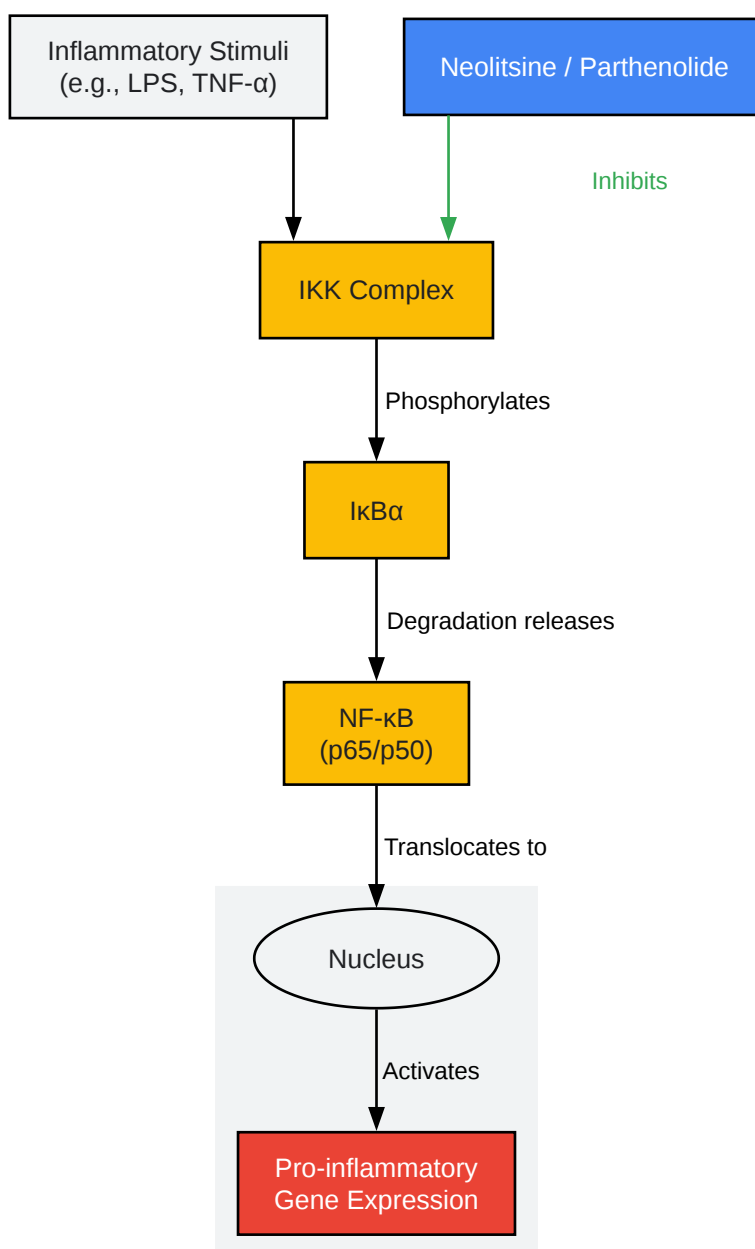 Inflammatory Stimuli
(e.g., LPS, TNF-α)
Neolitsine / Parthenolide
Inhibits
IKK Complex
Phosphorylates
IκBα
Degradation releases
NF-κB
(p65/p50)
Translocates to
Nucleus
Activates
Pro-inflammatory
Gene Expression